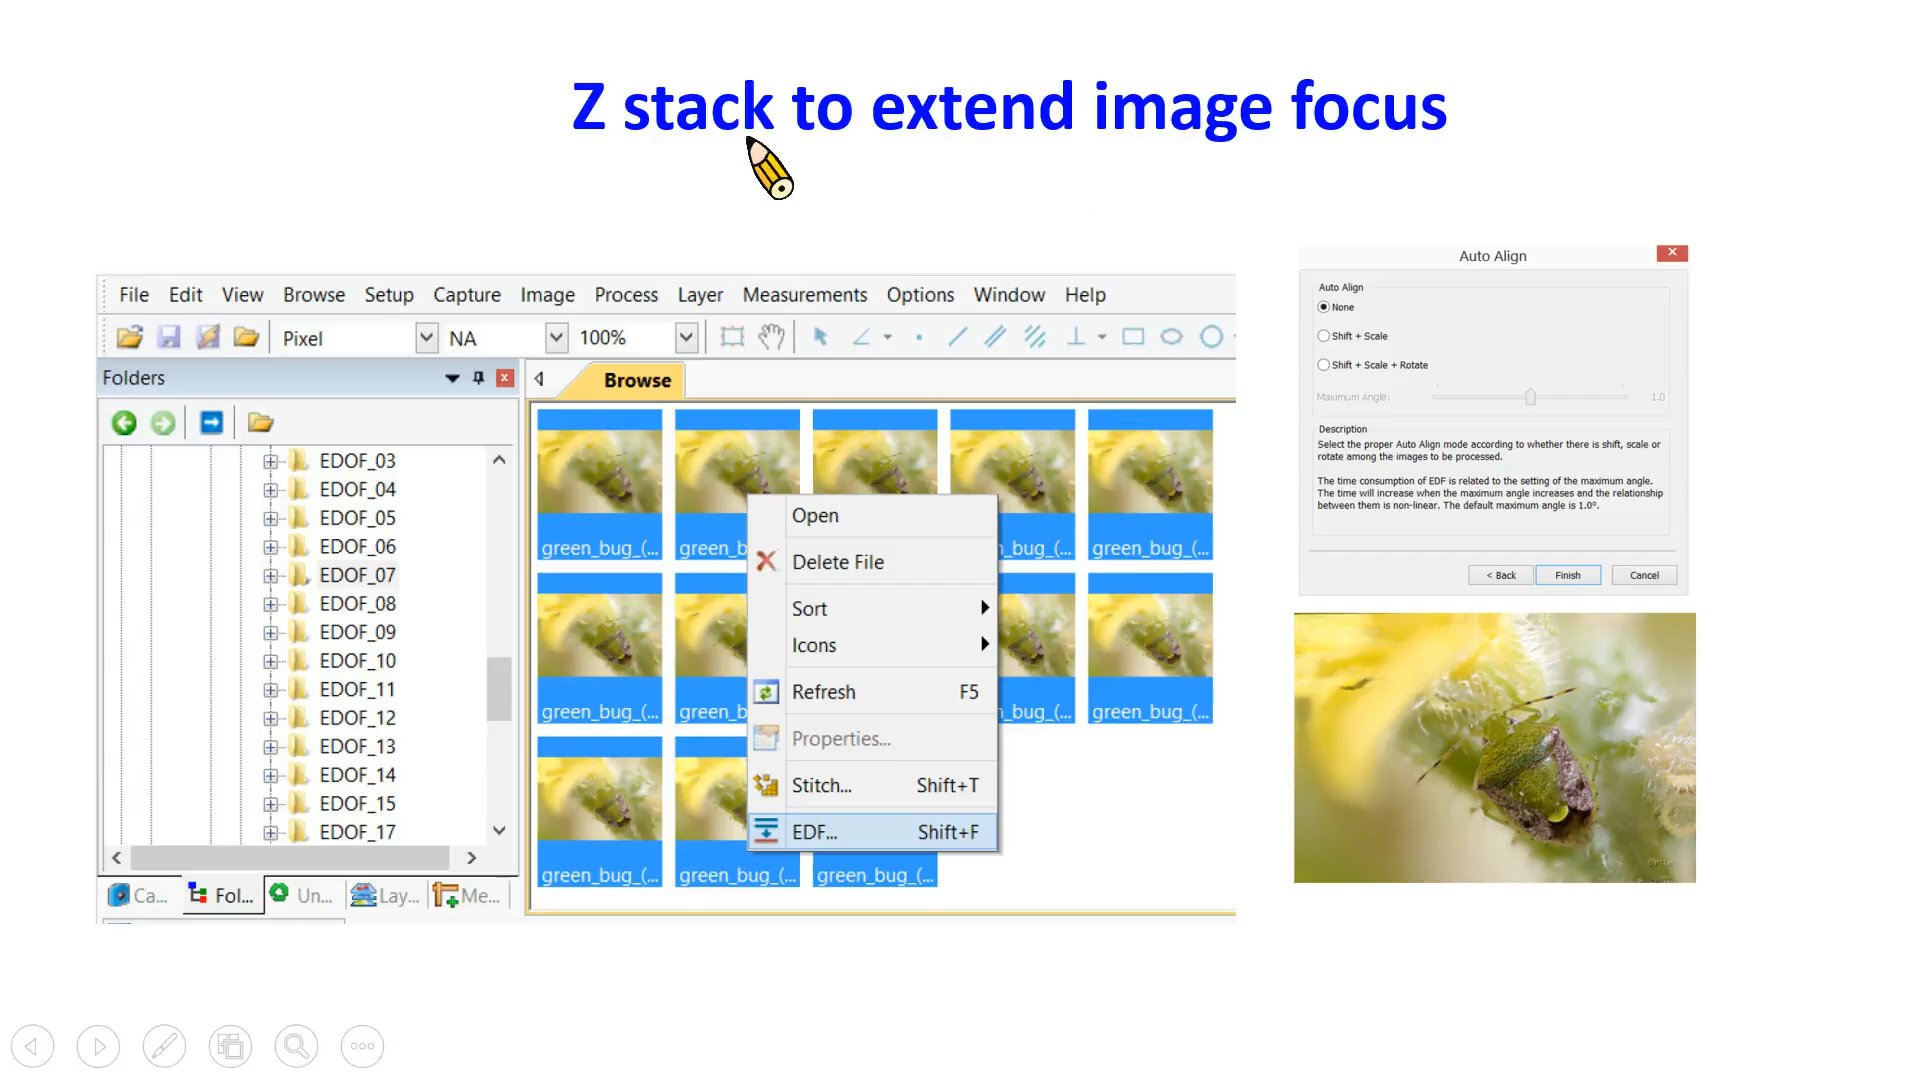 Z stack to extend image focus
File Edit View Browse Setup Capture Image Process Layer Measurements Options Window Help
Pixel NA 100%
Folders
Browse
EDOF_03
EDOF_04
EDOF_05
EDOF_06
EDOF_07
EDOF_08
EDOF_09
EDOF_10
EDOF_11
EDOF_12
EDOF_13
EDOF_14
EDOF_15
EDOF_17
Ca... Fol... Un... Lay... Me...
green_bug_(... green_b _bug_(... green_bug_(...
green_bug_(... green_b _bug_(... green_bug_(...
green_bug_(... green_bug_(... green_bug_(...
Open
Delete File
Sort
Icons
Refresh F5
Properties...
Stitch... Shift+T
EDF... Shift+F
Auto Align
Auto Align
None
Shift + Scale
Shift + Scale + Rotate
Maximum Angle: 1.0
Description
Select the proper Auto Align mode according to whether there is shift, scale or
rotate among the images to be processed.
The time consumption of EDF is related to the setting of the maximum angle.
The time will increase when the maximum angle increases and the relationship
between them is non-linear. The default maximum angle is 1.0°.
< Back Finish Cancel